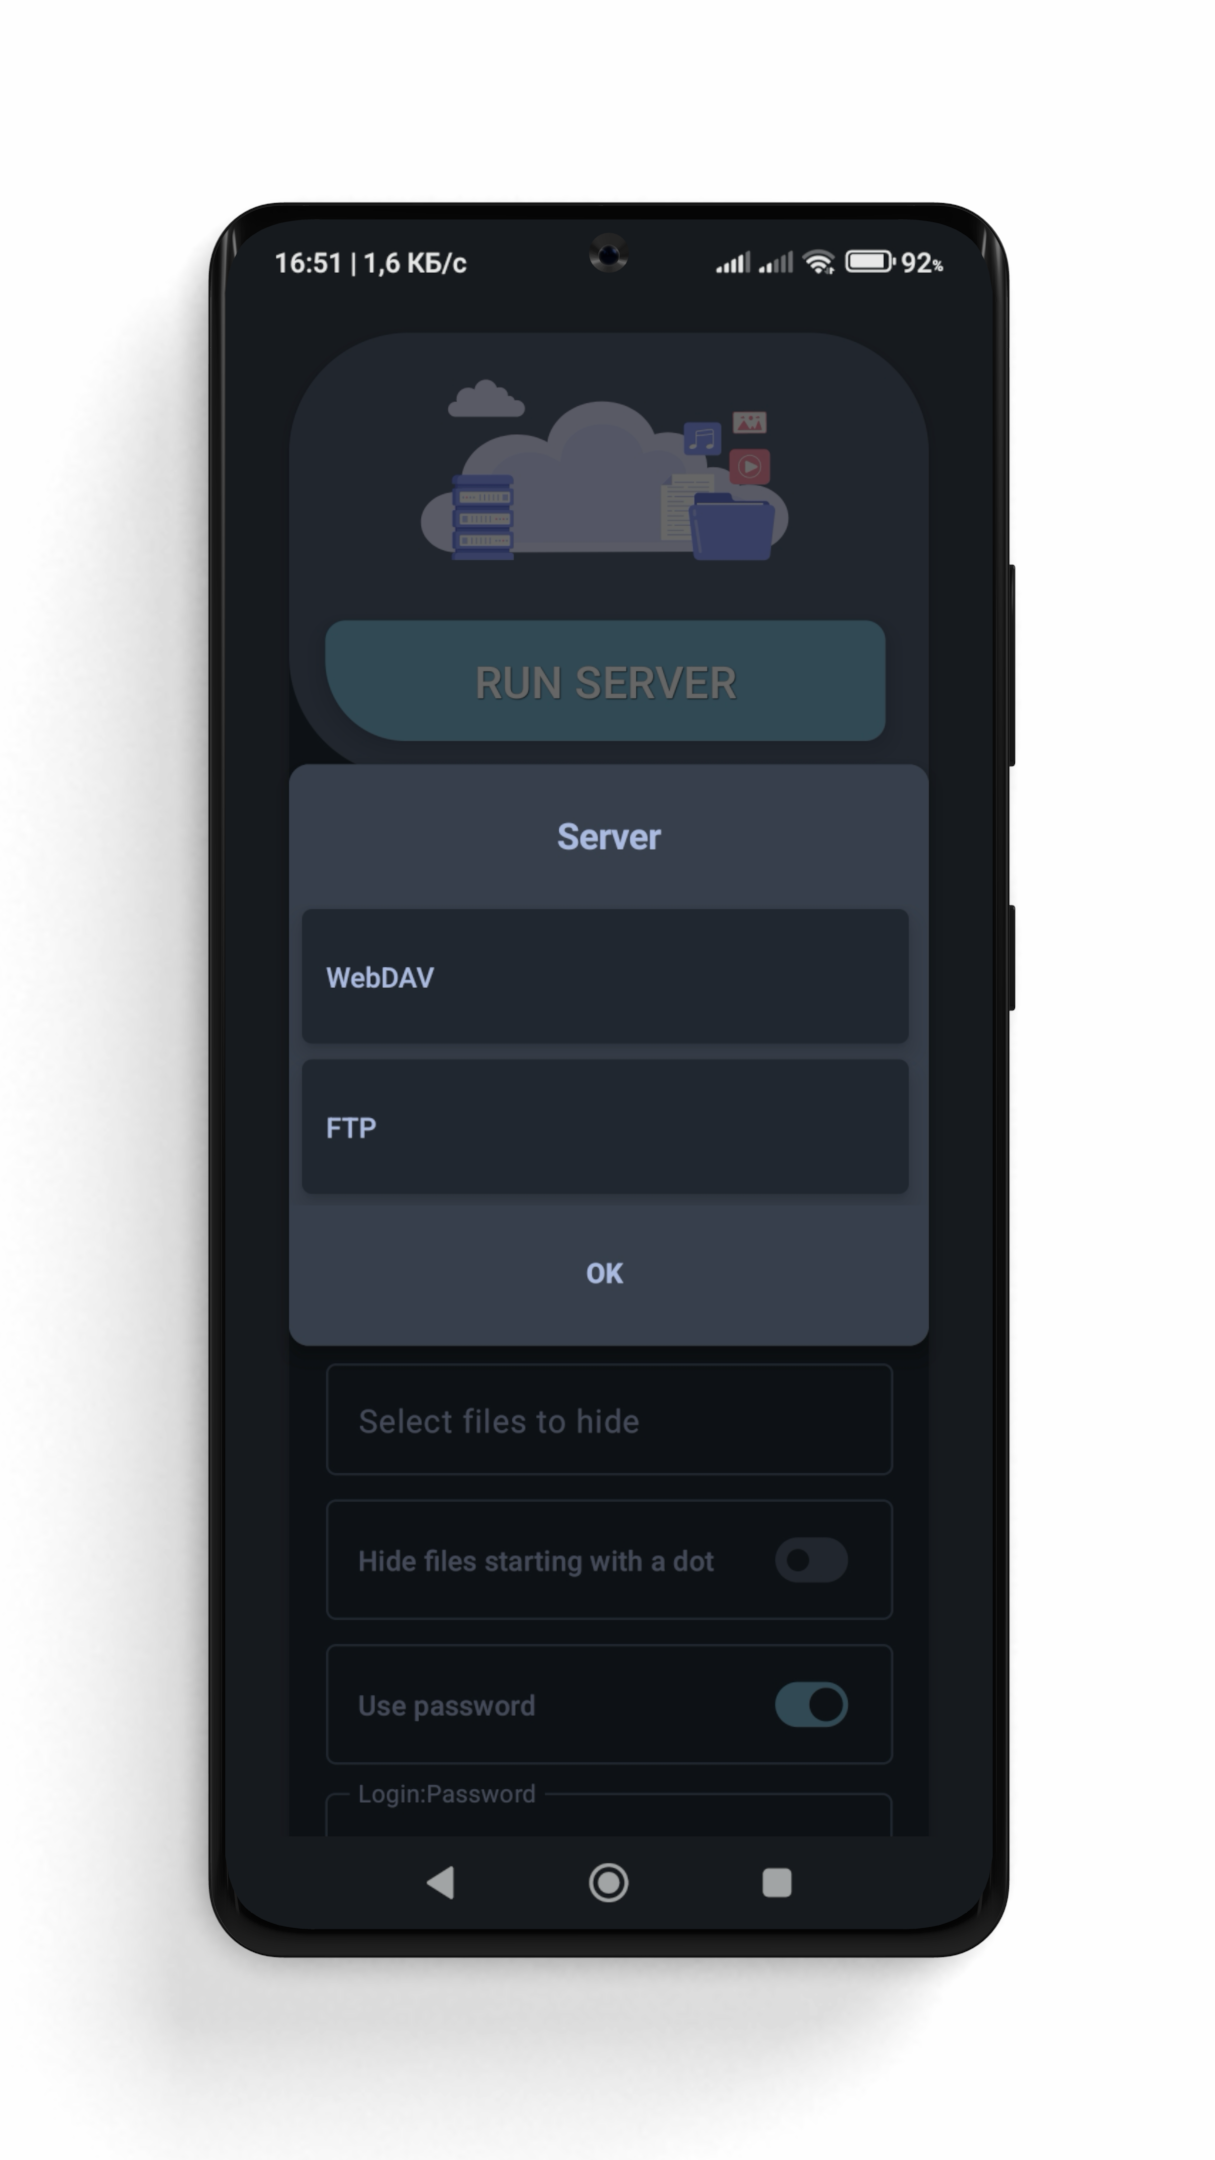 16:51 | 1,6 КБ/с 92%
RUN SERVER
Server
WebDAV
FTP
OK
Select files to hide
Hide files starting with a dot
Use password
Login:Password